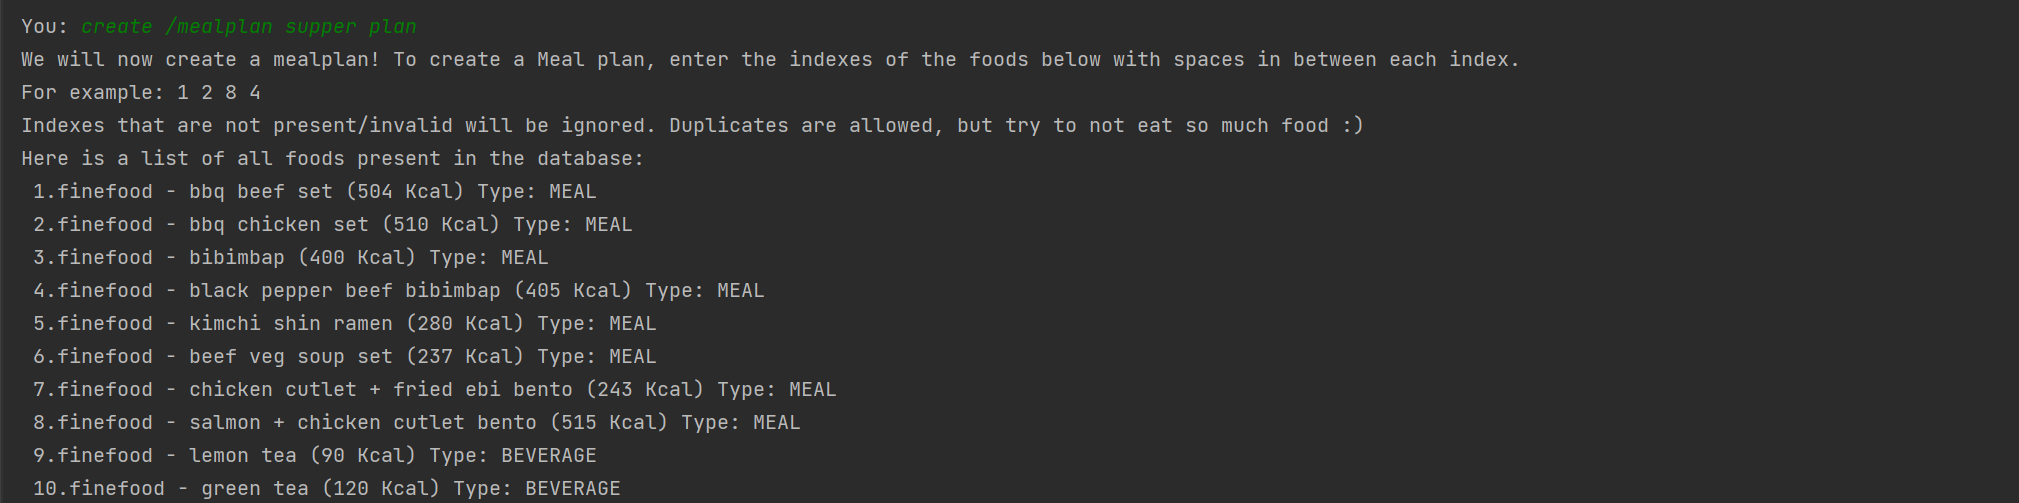 You: create /mealplan supper plan
We will now create a mealplan! To create a Meal plan, enter the indexes of the foods below with spaces in between each index.
For example: 1 2 8 4
Indexes that are not present/invalid will be ignored. Duplicates are allowed, but try to not eat so much food :)
Here is a list of all foods present in the database:
1.finefood - bbq beef set (504 Kcal) Type: MEAL
2.finefood - bbq chicken set (510 Kcal) Type: MEAL
3.finefood - bibimbap (400 Kcal) Type: MEAL
4.finefood - black pepper beef bibimbap (405 Kcal) Type: MEAL
5.finefood - kimchi shin ramen (280 Kcal) Type: MEAL
6.finefood - beef veg soup set (237 Kcal) Type: MEAL
7.finefood - chicken cutlet + fried ebi bento (243 Kcal) Type: MEAL
8.finefood - salmon + chicken cutlet bento (515 Kcal) Type: MEAL
9.finefood - lemon tea (90 Kcal) Type: BEVERAGE
10.finefood - green tea (120 Kcal) Type: BEVERAGE